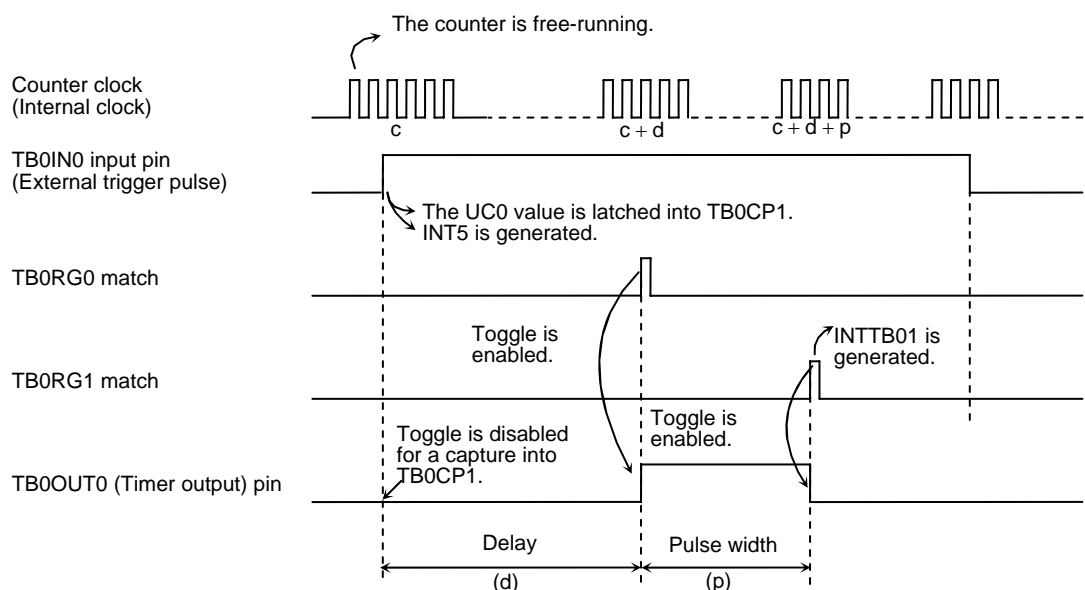 The counter is free-running.
Counter clock
(Internal clock)
c
c + d
c + d + p
TB0IN0 input pin
(External trigger pulse)
The UC0 value is latched into TB0CP1.
INT5 is generated.
TB0RG0 match
Toggle is
enabled.
INTTB01 is
generated.
TB0RG1 match
Toggle is disabled
for a capture into
TB0CP1.
Toggle is
enabled.
TB0OUT0 (Timer output) pin
Delay
Pulse width
(d)
(p)